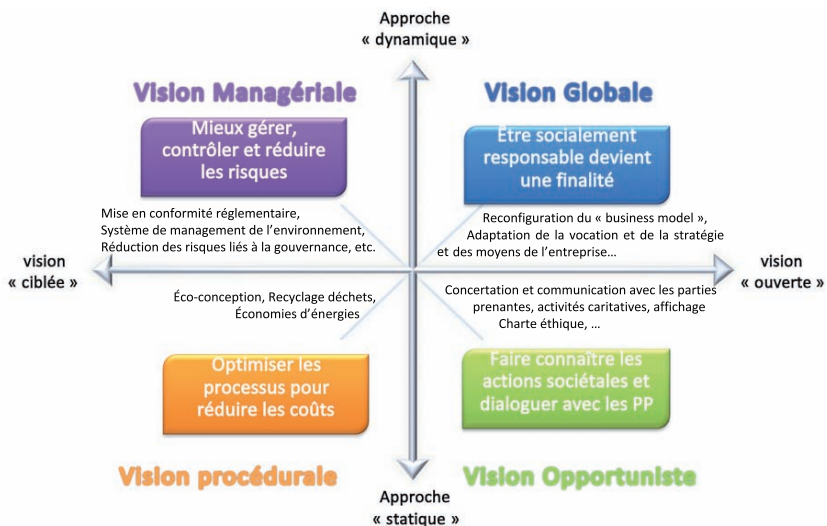 Approche
« dynamique »
Vision Managériale
Mieux gérer,
contrôler et réduire
les risques
Mise en conformité réglementaire,
Système de management de l’environnement,
Réduction des risques liés à la gouvernance, etc.
Vision Globale
Etre socialement
responsable devient
une finalité
Reconfiguration du « business model »,
Adaptation de la vocation et de la stratégie
et des moyens de l’entreprise…
vision
« ciblée »
vision
« ouverte »
Éco-conception, Recyclage déchets,
Économies d’énergies
Optimiser les
processus pour
réduire les coûts
Vision procédurale
Concertation et communication avec les parties
prenantes, activités caritatives, affichage
Charte éthique, …
Faire connaître les
actions sociétales et
dialoguer avec les PP
Vision Opportuniste
Approche
« statique »